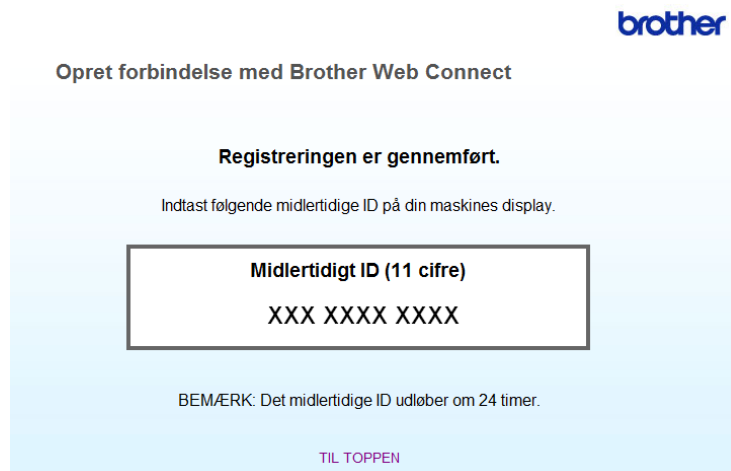 brother
Opret forbindelse med Brother Web Connect
Registreringen er gennemført.
Indtast følgende midlertidige ID på din maskines display.
Midlertidigt ID (11 cifre)
XXX XXXX XXXX
BEMÆRK: Det midlertidige ID udløber om 24 timer.
TIL TOPPEN